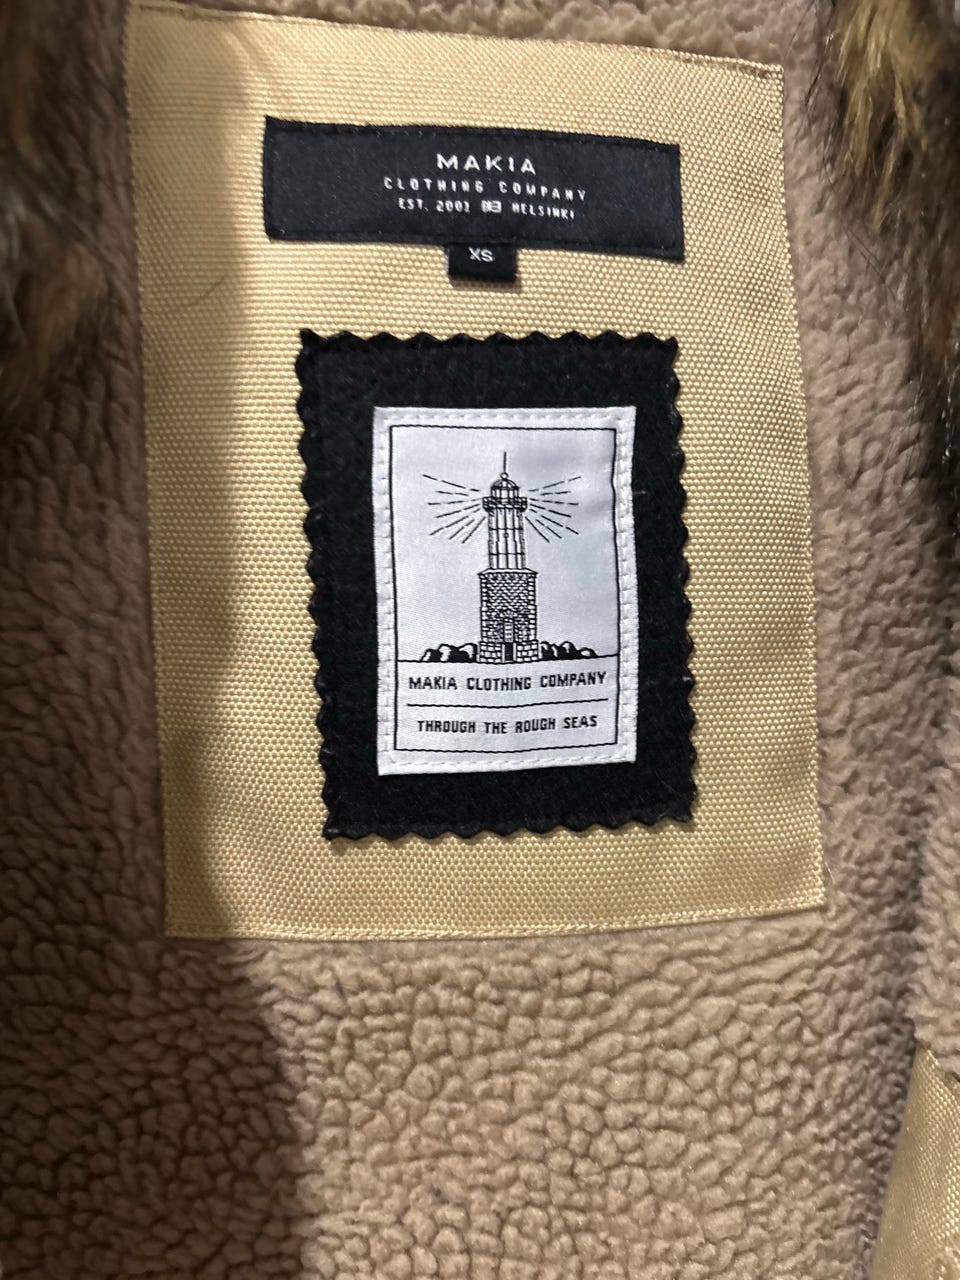 MAKIA
CLOTHING COMPANY
EST. 2001 HELSINKI
XS
MAKIA CLOTHING COMPANY
THROUGH THE ROUGH SEAS